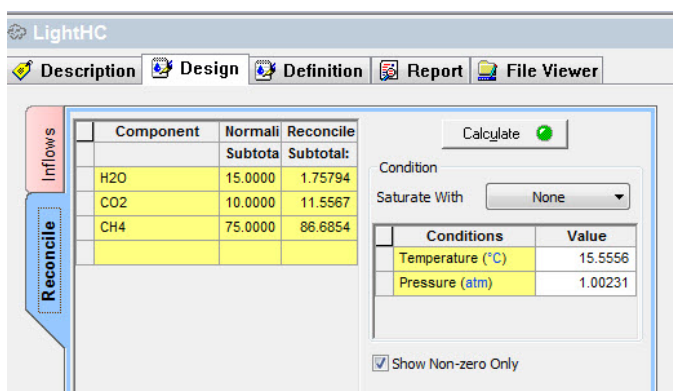 LightHC
Description Design Definition Report File Viewer
Inflows
Reconcile
Component Normali Reconcile
Subtota Subtotal:
H2O 15.0000 1.75794
CO2 10.0000 11.5567
CH4 75.0000 86.6854
Calculate
Condition
Saturate With None
Conditions Value
Temperature (°C) 15.5556
Pressure (atm) 1.00231
Show Non-zero Only